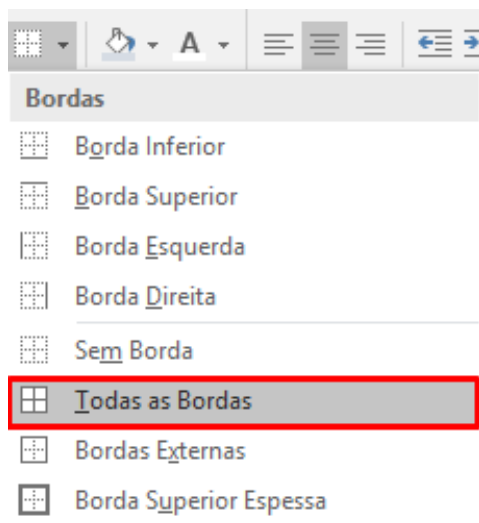 A
Bordas
Borda Inferior
Borda Superior
Borda Esquerda
Borda Direita
Sem Borda
Todas as Bordas
Bordas Externas
Borda Superior Espessa